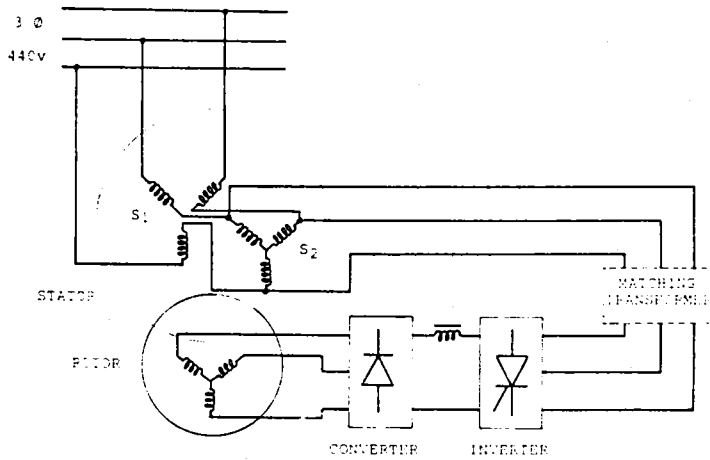 3 Ø
440v
S1
S2
STATOR
MATCHING
TRANSFORMER
ROTOR
CONVERTER
INVERTER